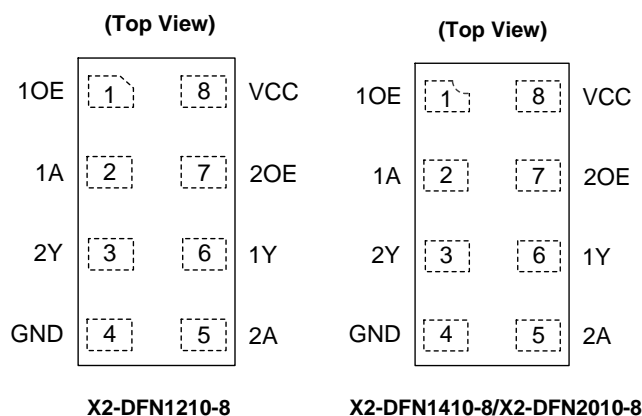 (Top View)
1OE 1 8 VCC
1A 2 7 2OE
2Y 3 6 1Y
GND 4 5 2A
X2-DFN1210-8
(Top View)
1OE 1 8 VCC
1A 2 7 2OE
2Y 3 6 1Y
GND 4 5 2A
X2-DFN1410-8/X2-DFN2010-8